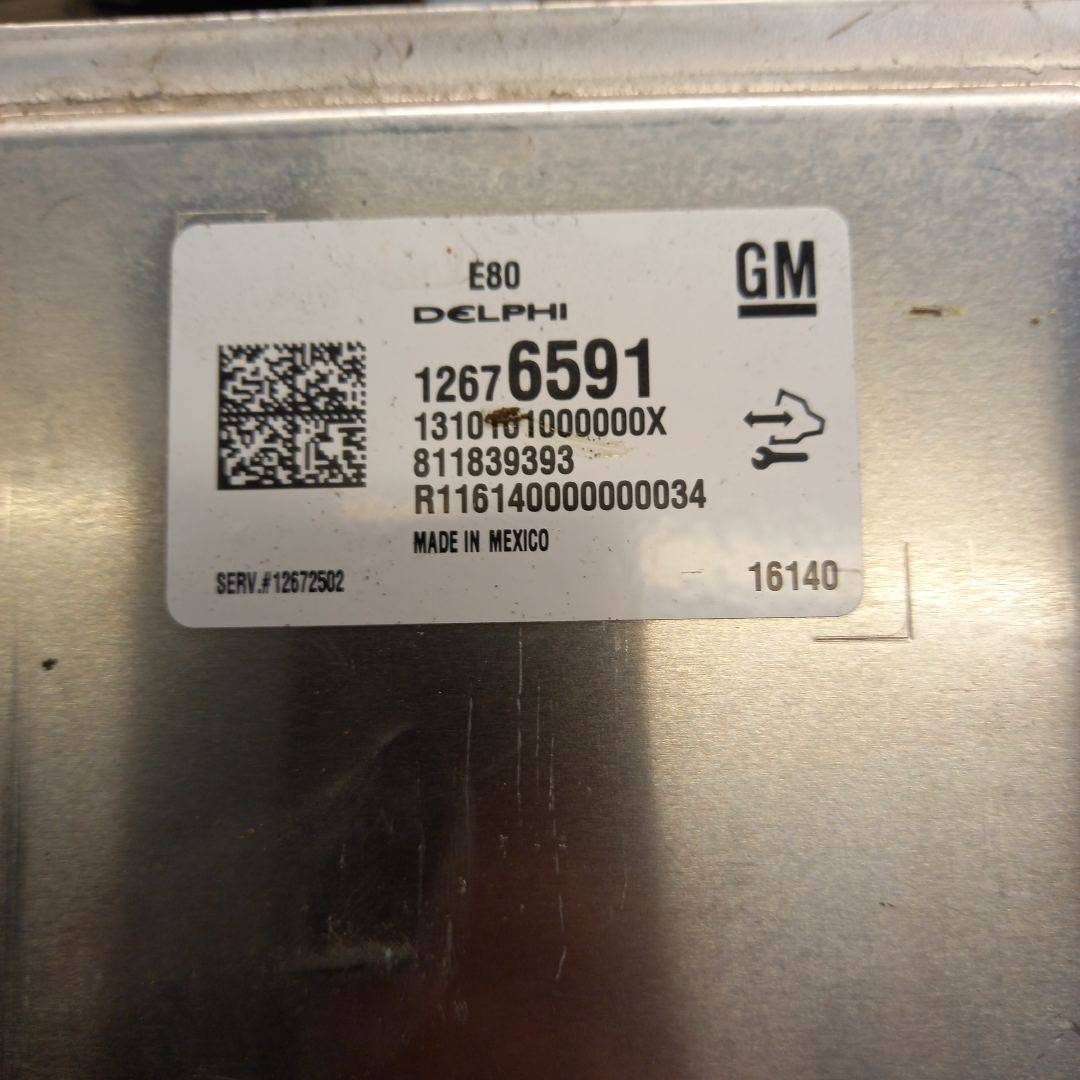 E80
GM
DELPHI
12676591
1310101000000X
811839393
R116140000000034
MADE IN MEXICO
SERV.#12672502
16140